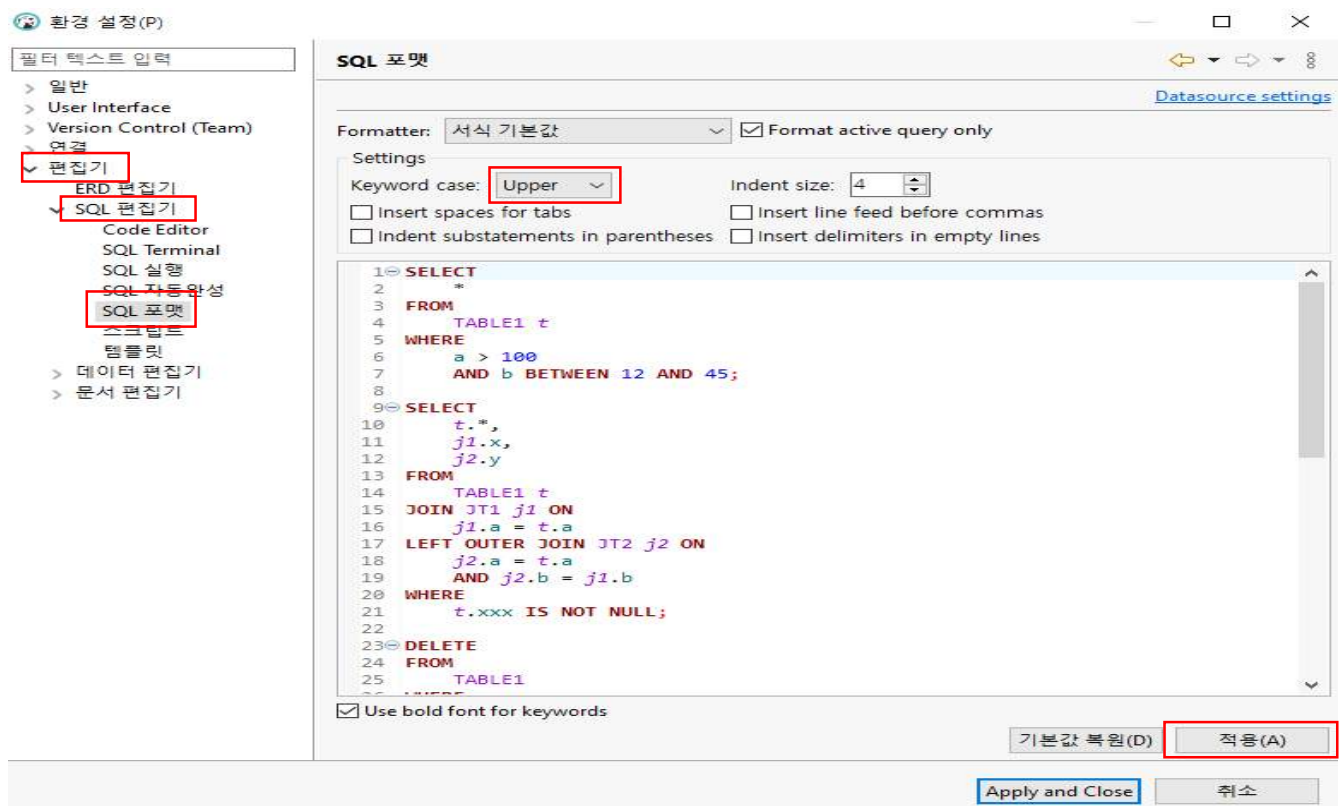 환경 설정(P)
필터 텍스트 입력
일반
User Interface
Version Control (Team)
연결
편집기
ERD 편집기
SQL 편집기
Code Editor
SQL Terminal
SQL 실행
SQL 자동완성
SQL 포맷
스크립트
템플릿
데이터 편집기
문서 편집기
SQL 포맷
Datasource settings
Formatter: 서식 기본값 Format active query only
Settings
Keyword case: Upper Indent size: 4
Insert spaces for tabs Insert line feed before commas
Indent substatements in parentheses Insert delimiters in empty lines
1 SELECT
2 *
3 FROM
4 TABLE1 t
5 WHERE
6 a > 100
7 AND b BETWEEN 12 AND 45;
8
9 SELECT
10 t.*,
11 j1.x,
12 j2.y
13 FROM
14 TABLE1 t
15 JOIN JT1 j1 ON
16 j1.a = t.a
17 LEFT OUTER JOIN JT2 j2 ON
18 j2.a = t.a
19 AND j2.b = j1.b
20 WHERE
21 t.xxx IS NOT NULL;
22
23 DELETE
24 FROM
25 TABLE1
Use bold font for keywords
기본값 복원(D) 적용(A)
Apply and Close 취소